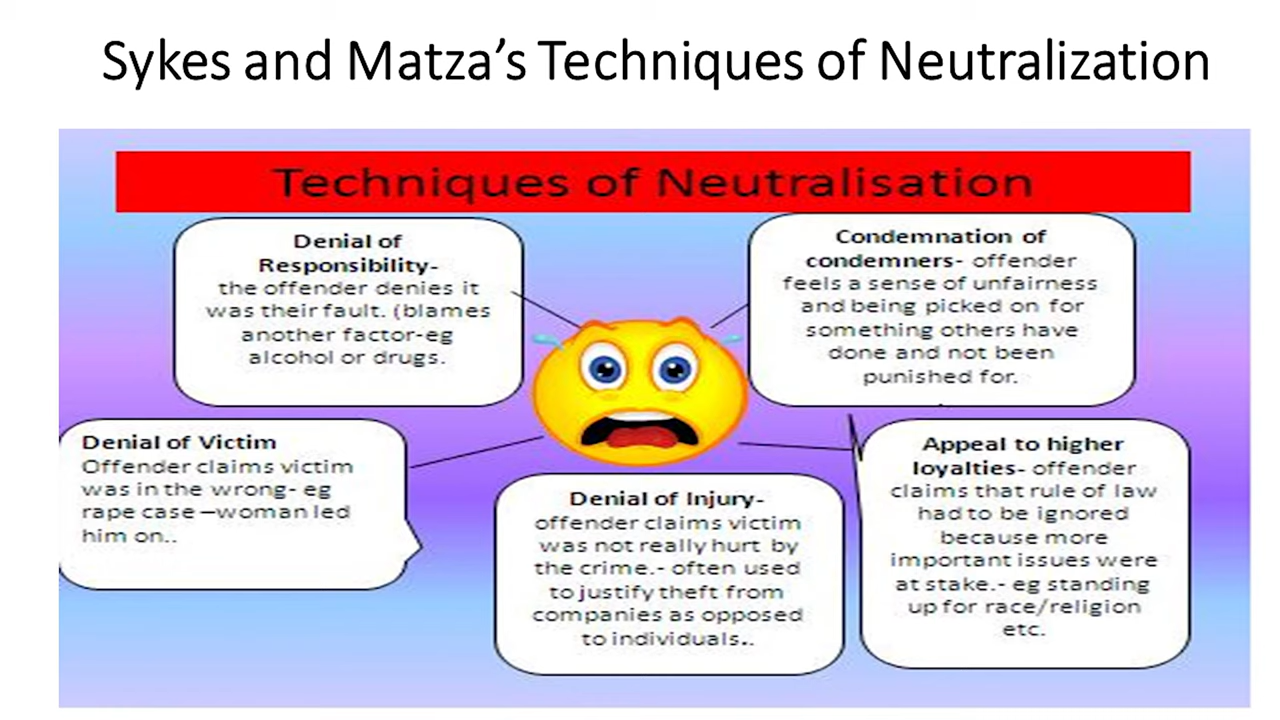 Sykes and Matza’s Techniques of Neutralization
Techniques of Neutralisation
Denial of
Responsibility-
the offender denies it
was their fault. (blames
another factor-eg
alcohol or drugs.
Condemnation of
condemners- offender
feels a sense of unfairness
and being picked on for
something others have
done and not been
punished for.
Denial of Victim
Offender claims victim
was in the wrong- eg
rape case –woman led
him on..
Denial of Injury-
offender claims victim
was not really hurt by
the crime.- often used
to justify theft from
companies as opposed
to individuals..
Appeal to higher
loyalties- offender
claims that rule of law
had to be ignored
because more
important issues were
at stake.- eg standing
up for race/religion
etc.